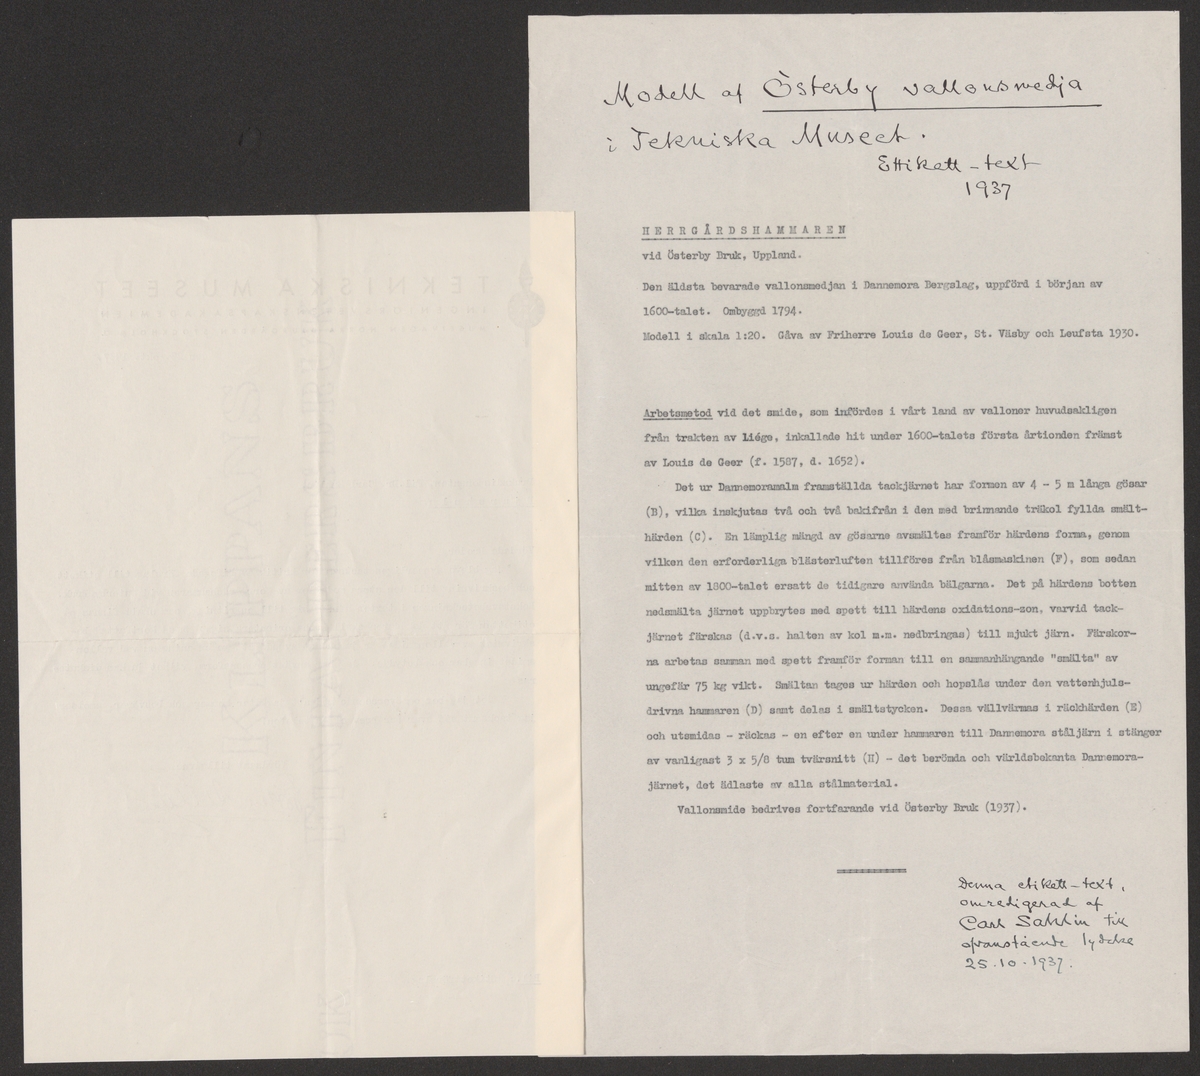 Modell af Österby vallonsmedja
i Tekniska Museet.
Ettikett-text
1937
HERRGÅRDSHAMMAREN
vid Österby Bruk, Uppland.
Den äldsta bevarade vallonsmedjan i Dannemora Bergslag, uppförd i början av
1600-talet. Ombyggd 1794.
Modell i skala 1:20. Gåva av Friherre Louis de Geer, St. Väsby och Leufsta 1930.
Arbetsmetod vid det smide, som infördes i vårt land av valloner huvudsakligen
från trakten av Liége, inkallade hit under 1600-talets första årtionden främst
av Louis de Geer (f. 1587, d. 1652).
Det ur Dannemoramalm framställda tackjärnet har formen av 4 - 5 m långa gösar
(B), vilka inskjutas två och två bakifrån i den med brinnande träkol fyllda smält-
härden (C). En lämplig mängd av gösarne avsmältes framför härdens forma, genom
vilken den erforderliga blästerluften tillföres från blåsmaskinen (F), som sedan
mitten av 1800-talet ersatt de tidigare använda bälgarna. Det på härdens botten
nedsmälta järnet uppbrytes med spett till härdens oxidations-zon, varvid tack-
järnet färskas (d.v.s. halten av kol m.m. nedbringas) till mjukt järn. Färskor-
na arbetas samman med spett framför forman till en sammanhängande "smälta" av
ungefär 75 kg vikt. Smältan tages ur härden och hopslås under den vattenhjuls-
drivna hammaren (D) samt delas i smältstycken. Dessa vällvärmas i räckhärden (E)
och utsmidas - räckas - en efter en under hammaren till Dannemora ståljärn i stänger
av vanligast 3 x 5/8 tum tvärsnitt (H) - det berömda och världsbekanta Dannemora-
järnet, det ädlaste av alla stålmaterial.
Vallonsmide bedrives fortfarande vid Österby Bruk (1937).
Denna etikett-text,
omredigerad af
Carl Sahlin till
ofvanstående lydelse
25.10.1937.
TEKNISKA MUSEET